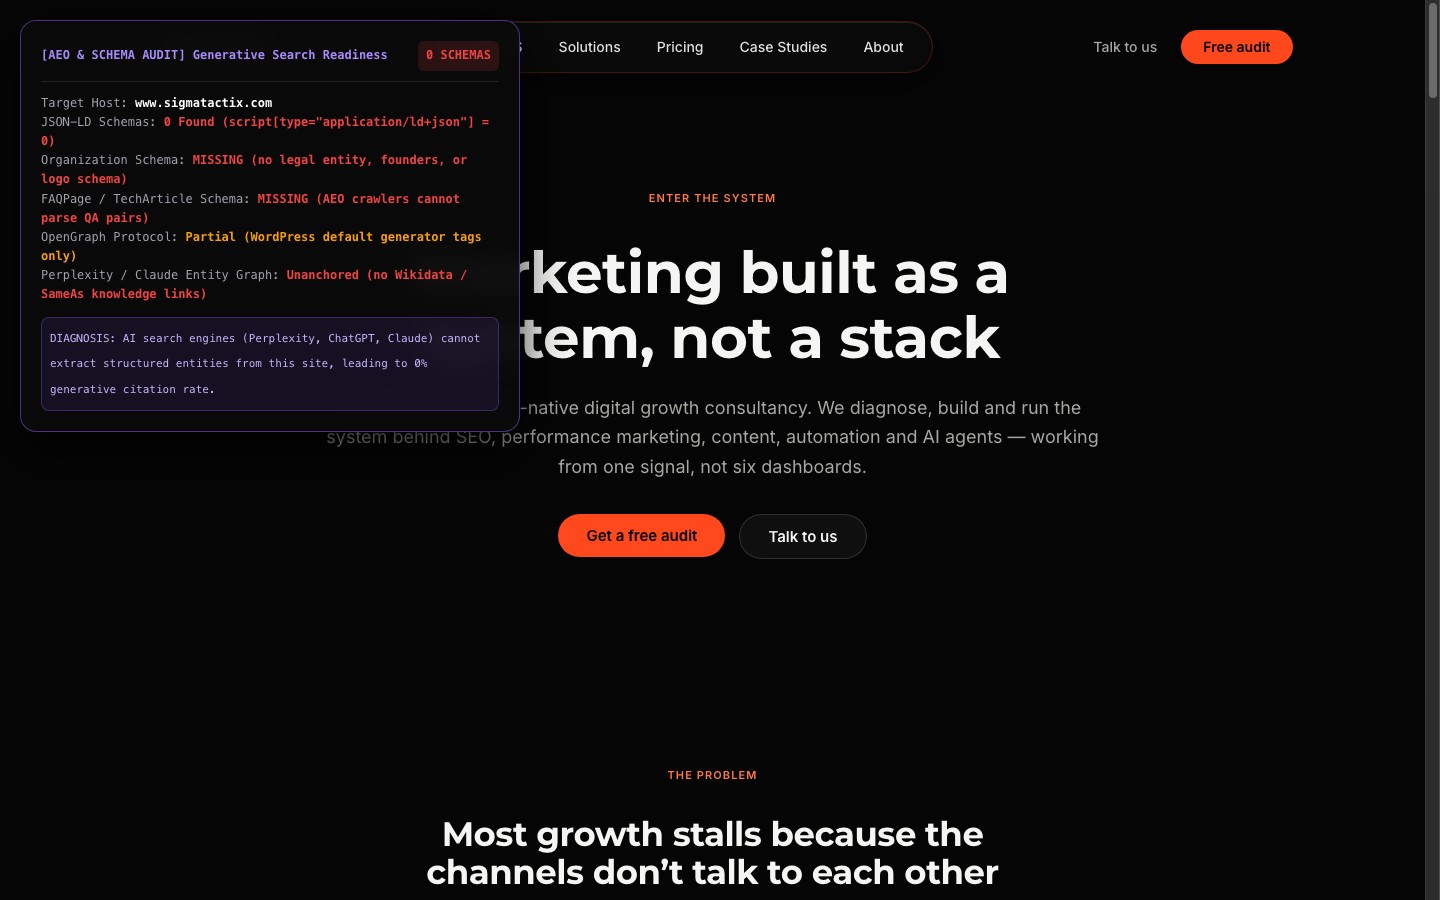 [AEO & SCHEMA AUDIT] Generative Search Readiness
0 SCHEMAS
Target Host: www.sigmatactix.com
JSON-LD Schemas: 0 Found (script[type="application/ld+json"] =
0)
Organization Schema: MISSING (no legal entity, founders, or
logo schema)
FAQPage / TechArticle Schema: MISSING (AEO crawlers cannot
parse QA pairs)
OpenGraph Protocol: Partial (WordPress default generator tags
only)
Perplexity / Claude Entity Graph: Unanchored (no Wikidata /
SameAs knowledge links)
DIAGNOSIS: AI search engines (Perplexity, ChatGPT, Claude) cannot
extract structured entities from this site, leading to 0%
generative citation rate.
Solutions
Pricing
Case Studies
About
Talk to us
Free audit
ENTER THE SYSTEM
rketing built as a
tem, not a stack
-native digital growth consultancy. We diagnose, build and run the
system behind SEO, performance marketing, content, automation and AI agents — working
from one signal, not six dashboards.
Get a free audit
Talk to us
THE PROBLEM
Most growth stalls because the
channels don’t talk to each other